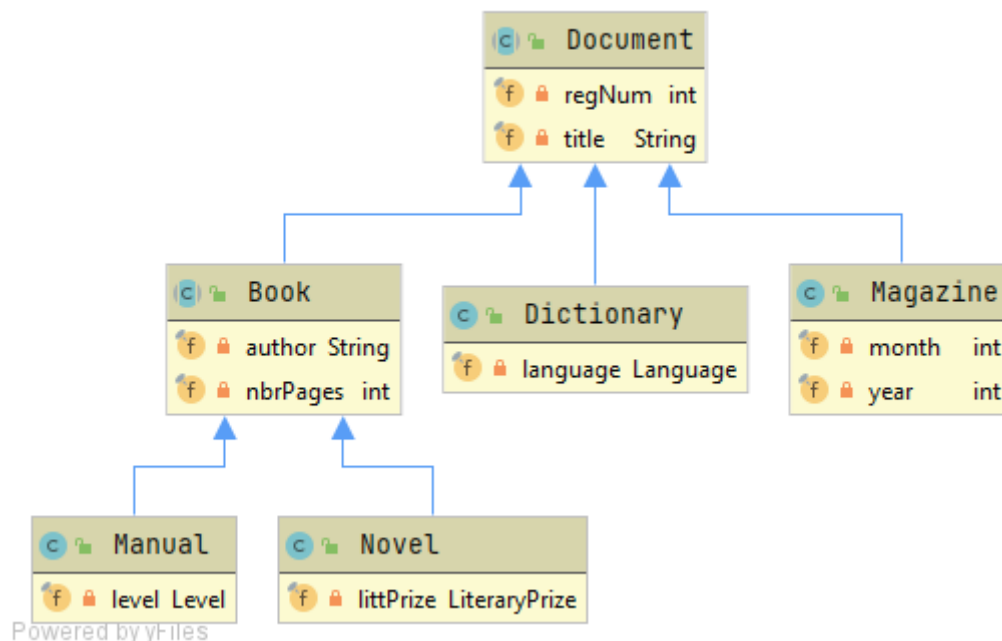 Document
regNum int
title String
Book
author String
nbrPages int
Dictionary
language Language
Magazine
month int
year int
Manual
level Level
Novel
littPrize LiteraryPrize
Powered by yFiles